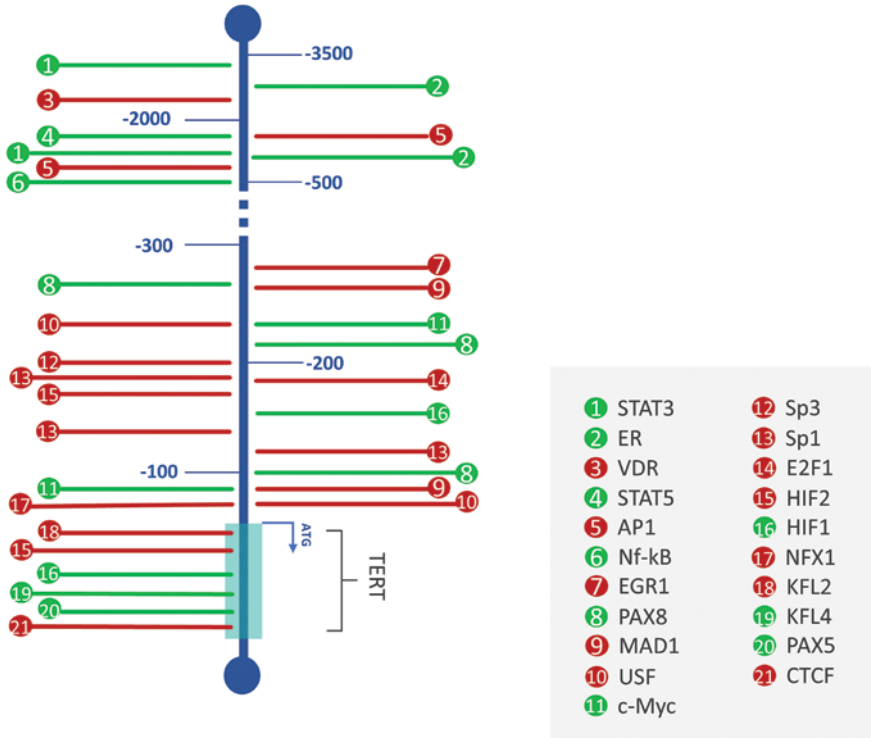 -3500
1
2
3
-2000
4
5
1
2
5
6
-500
-300
7
8
9
10
11
8
12
-200
13
14
15
16
13
13
-100
8
11
9
17
10
ATG
18
15
TERT
16
19
20
21
1 STAT3
2 ER
3 VDR
4 STAT5
5 AP1
6 Nf-kB
7 EGR1
8 PAX8
9 MAD1
10 USF
11 c-Myc
12 Sp3
13 Sp1
14 E2F1
15 HIF2
16 HIF1
17 NFX1
18 KFL2
19 KFL4
20 PAX5
21 CTCF